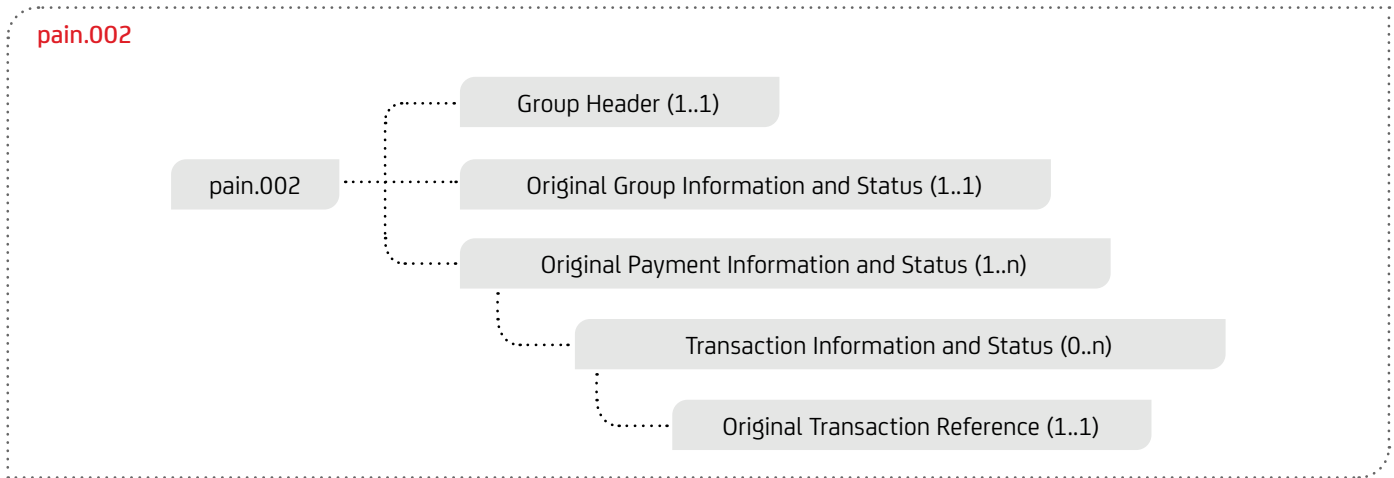 pain.002
Group Header (1..1)
pain.002
Original Group Information and Status (1..1)
Original Payment Information and Status (1..n)
Transaction Information and Status (0..n)
Original Transaction Reference (1..1)